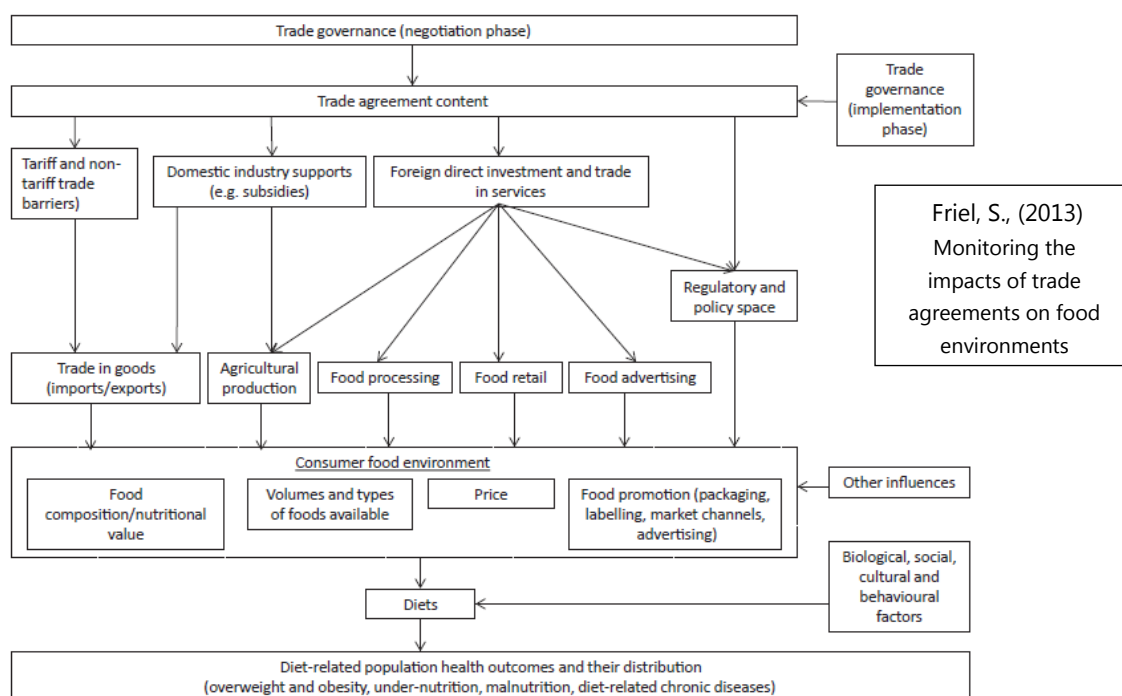 Trade governance (negotiation phase)
Trade agreement content
Trade
governance
(implementation
phase)
Tariff and non-
tariff trade
barriers)
Domestic industry supports
(e.g. subsidies)
Foreign direct investment and trade
in services
Friel, S., (2013)
Monitoring the
impacts of trade
agreements on food
environments
Regulatory and
policy space
Trade in goods
(imports/exports)
Agricultural
production
Food processing
Food retail
Food advertising
Consumer food environment
Food
composition/nutritional
value
Volumes and types
of foods available
Price
Food promotion (packaging,
labelling, market channels,
advertising)
Other influences
Biological, social,
cultural and
behavioural
factors
Diets
Diet-related population health outcomes and their distribution
(overweight and obesity, under-nutrition, malnutrition, diet-related chronic diseases)